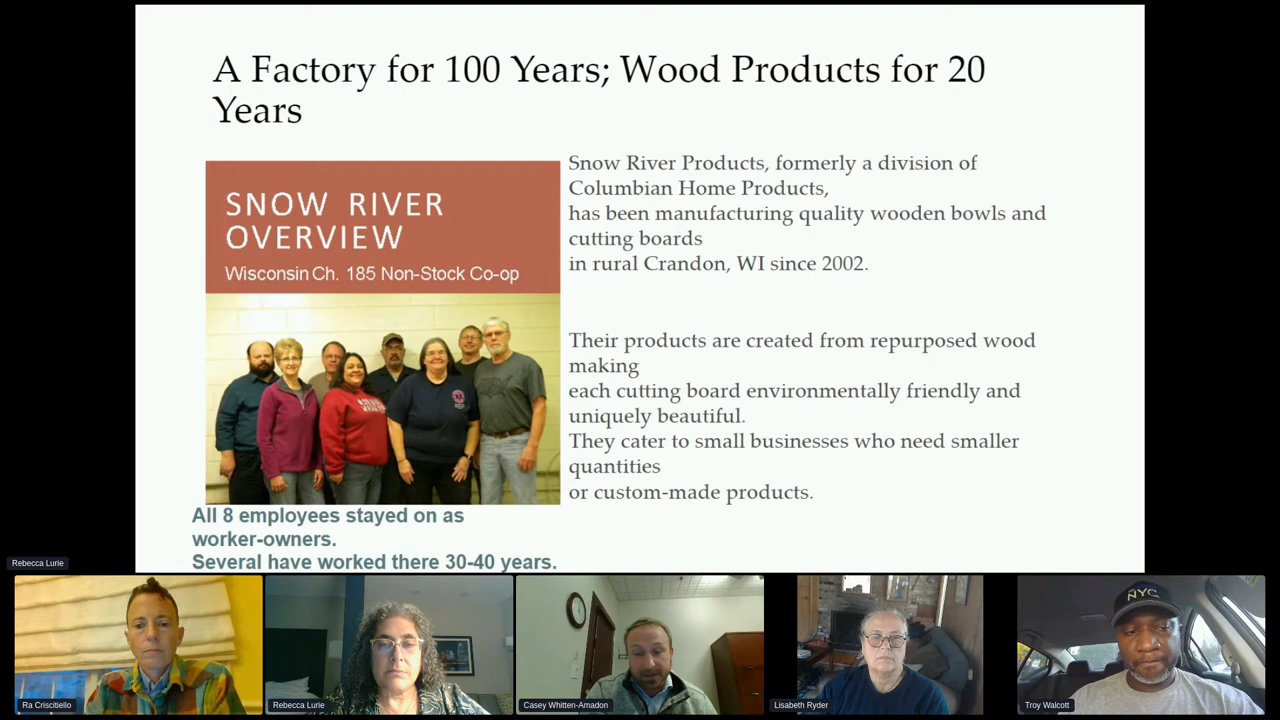 A Factory for 100 Years; Wood Products for 20
Years
SNOW RIVER
OVERVIEW
Wisconsin Ch. 185 Non-Stock Co-op
Snow River Products, formerly a division of
Columbian Home Products,
has been manufacturing quality wooden bowls and
cutting boards
in rural Crandon, WI since 2002.
Their products are created from repurposed wood
making
each cutting board environmentally friendly and
uniquely beautiful.
They cater to small businesses who need smaller
quantities
or custom-made products.
All 8 employees stayed on as
worker-owners.
Several have worked there 30-40 years.
Rebecca Lurie
Ra Criscitiello
Rebecca Lurie
Casey Whitten-Amadon
Lisabeth Ryder
Troy Walcott
NYC